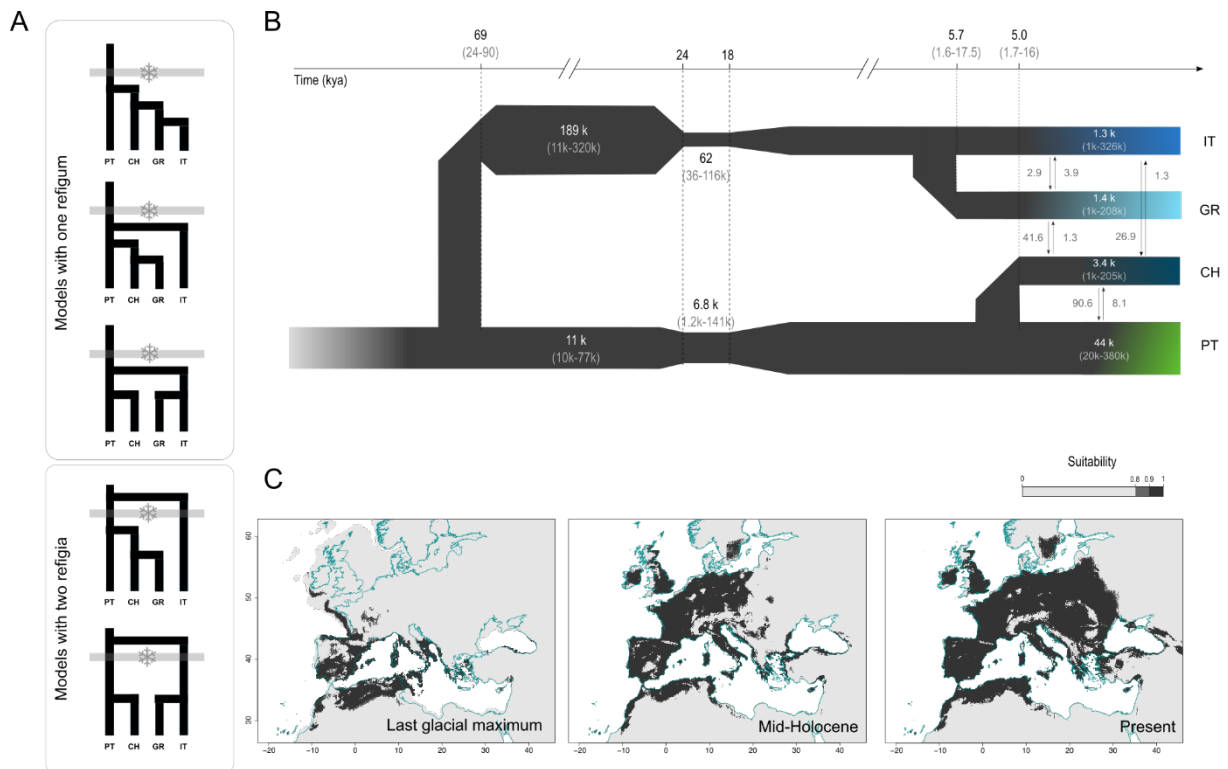 A
Models with one refigum
PT CH GR IT
PT CH GR IT
PT CH GR IT
Models with two refigia
PT CH GR IT
PT CH GR IT
B
69
(24-90)
24
18
5.7
(1.6-17.5)
5.0
(1.7-16)
Time (kya)
189 k
(11k-320k)
62
(36-116k)
1.3 k
(1k-326k)
IT
2.9
3.9
1.3
1.4 k
(1k-208k)
GR
41.6
1.3
26.9
3.4 k
(1k-205k)
CH
90.6
8.1
6.8 k
(1.2k-141k)
11 k
(10k-77k)
44 k
(20k-380k)
PT
C
Suitability
0 0.8 0.9 1
60
50
40
30
Last glacial maximum
Mid-Holocene
Present
−20 −10 0 10 20 30 40
−20 −10 0 10 20 30 40
−20 −10 0 10 20 30 40